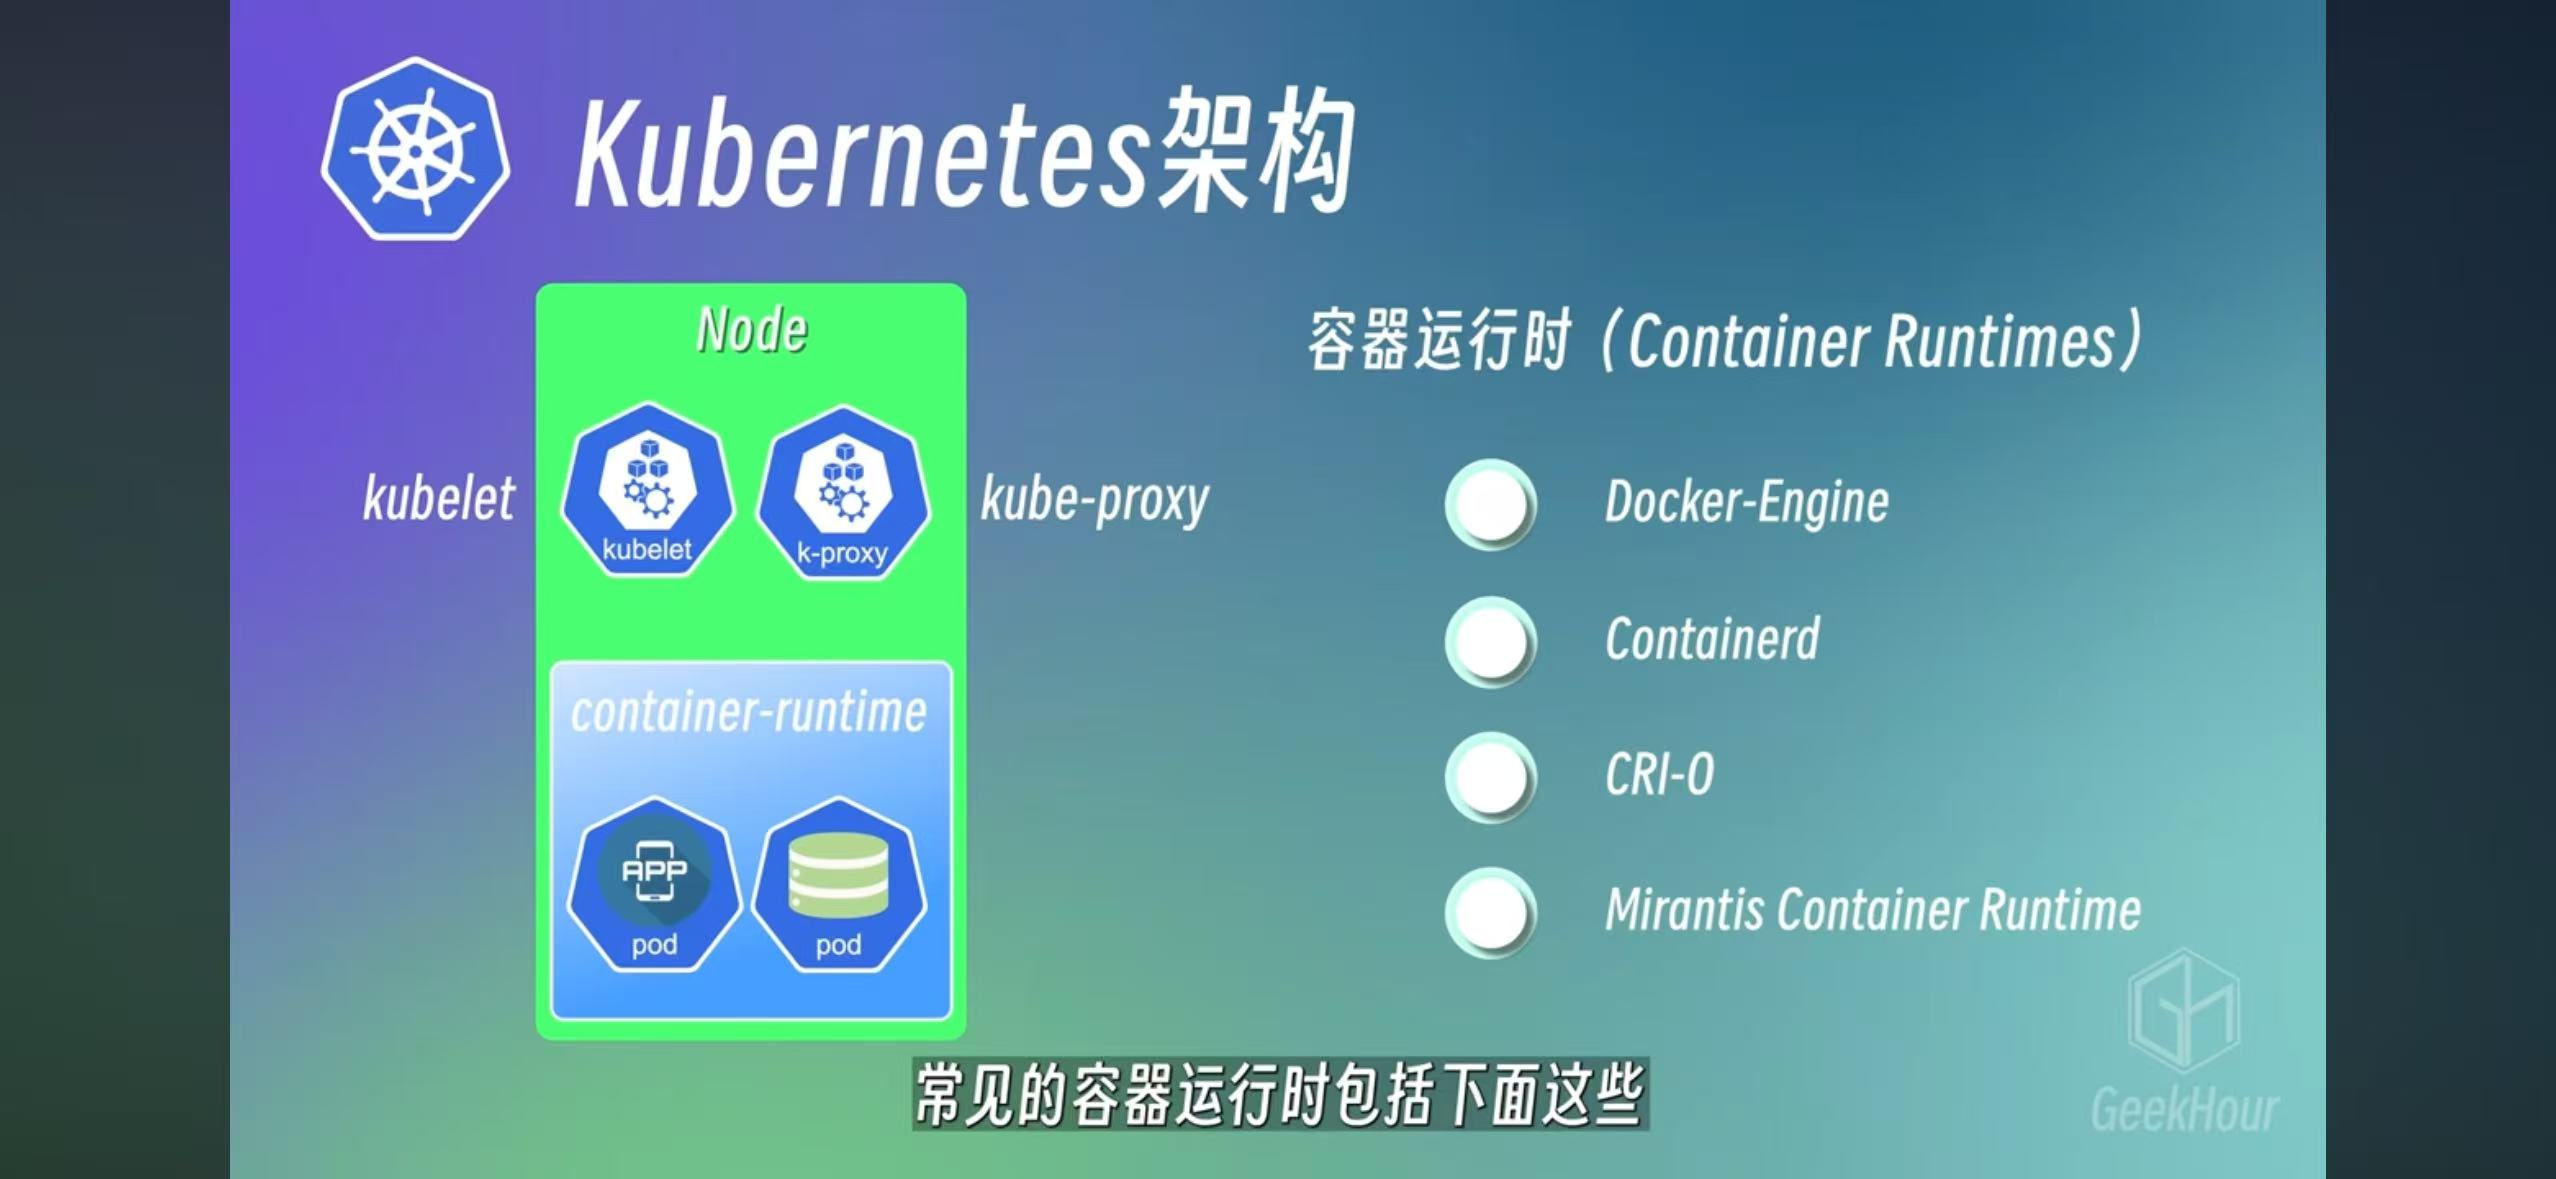 Kubernetes架构
Node
容器运行时（Container Runtimes）
kubelet
kubelet
k-proxy
kube-proxy
Docker-Engine
Containerd
container-runtime
CRI-O
APP
pod
pod
Mirantis Container Runtime
常见的容器运行时包括下面这些
GeekHour